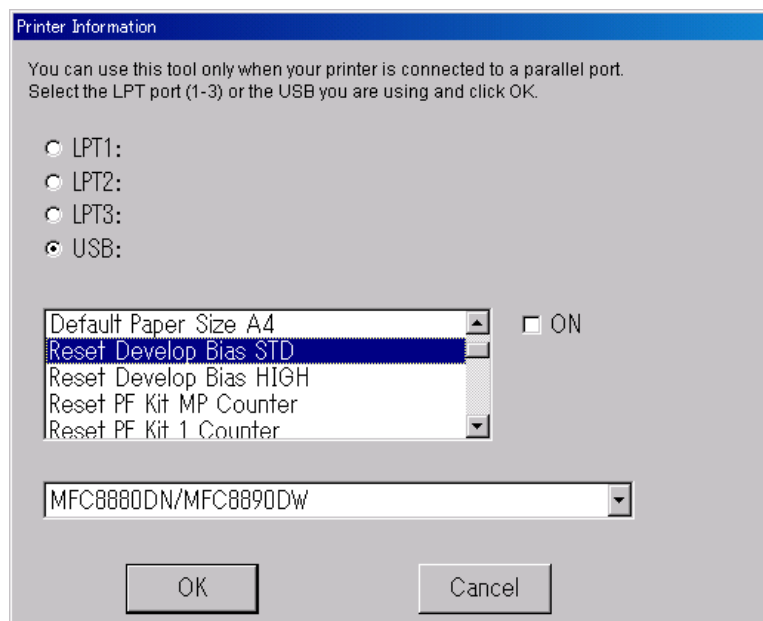 Printer Information
You can use this tool only when your printer is connected to a parallel port.
Select the LPT port (1-3) or the USB you are using and click OK.
LPT1:
LPT2:
LPT3:
USB:
Default Paper Size A4
ON
Reset Develop Bias STD
Reset Develop Bias HIGH
Reset PF Kit MP Counter
Reset PF Kit 1 Counter
MFC8880DN/MFC8890DW
OK
Cancel